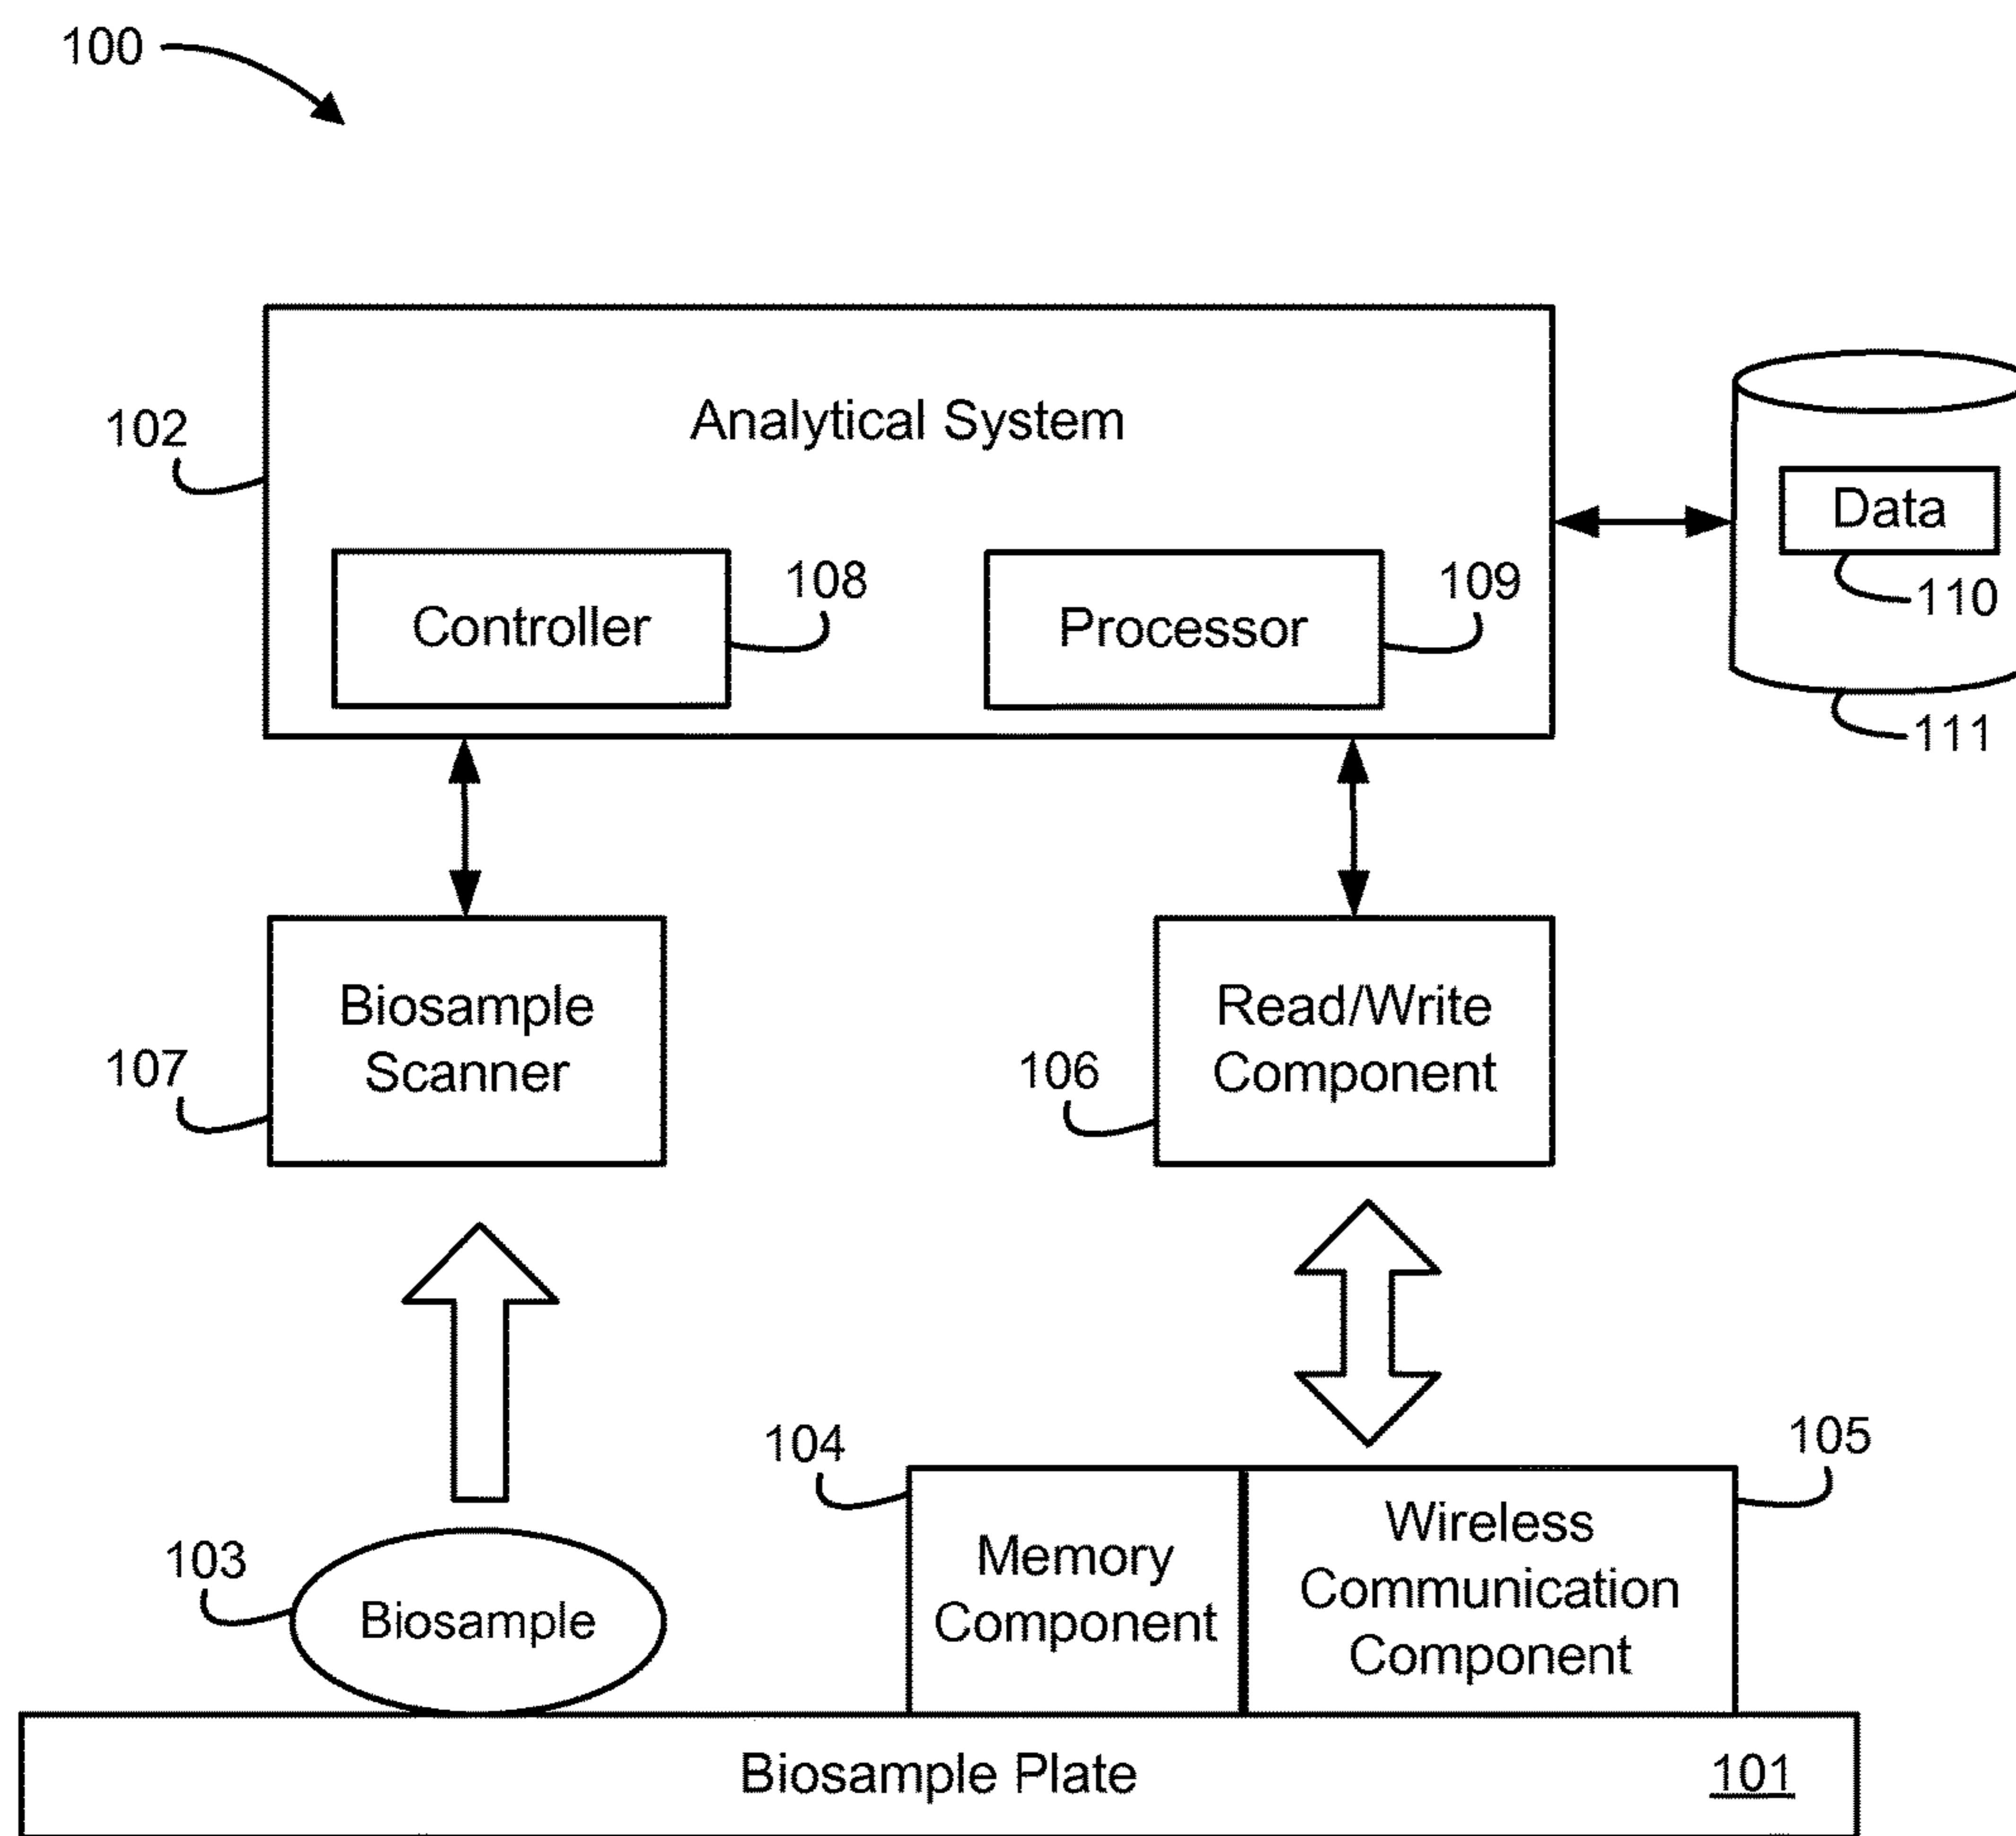 100
Analytical System
102
Data
110
Controller
108
Processor
109
111
Biosample
Scanner
107
Read/Write
Component
106
104
105
Memory
Component
Wireless
Communication
Component
103
Biosample
Biosample Plate
101